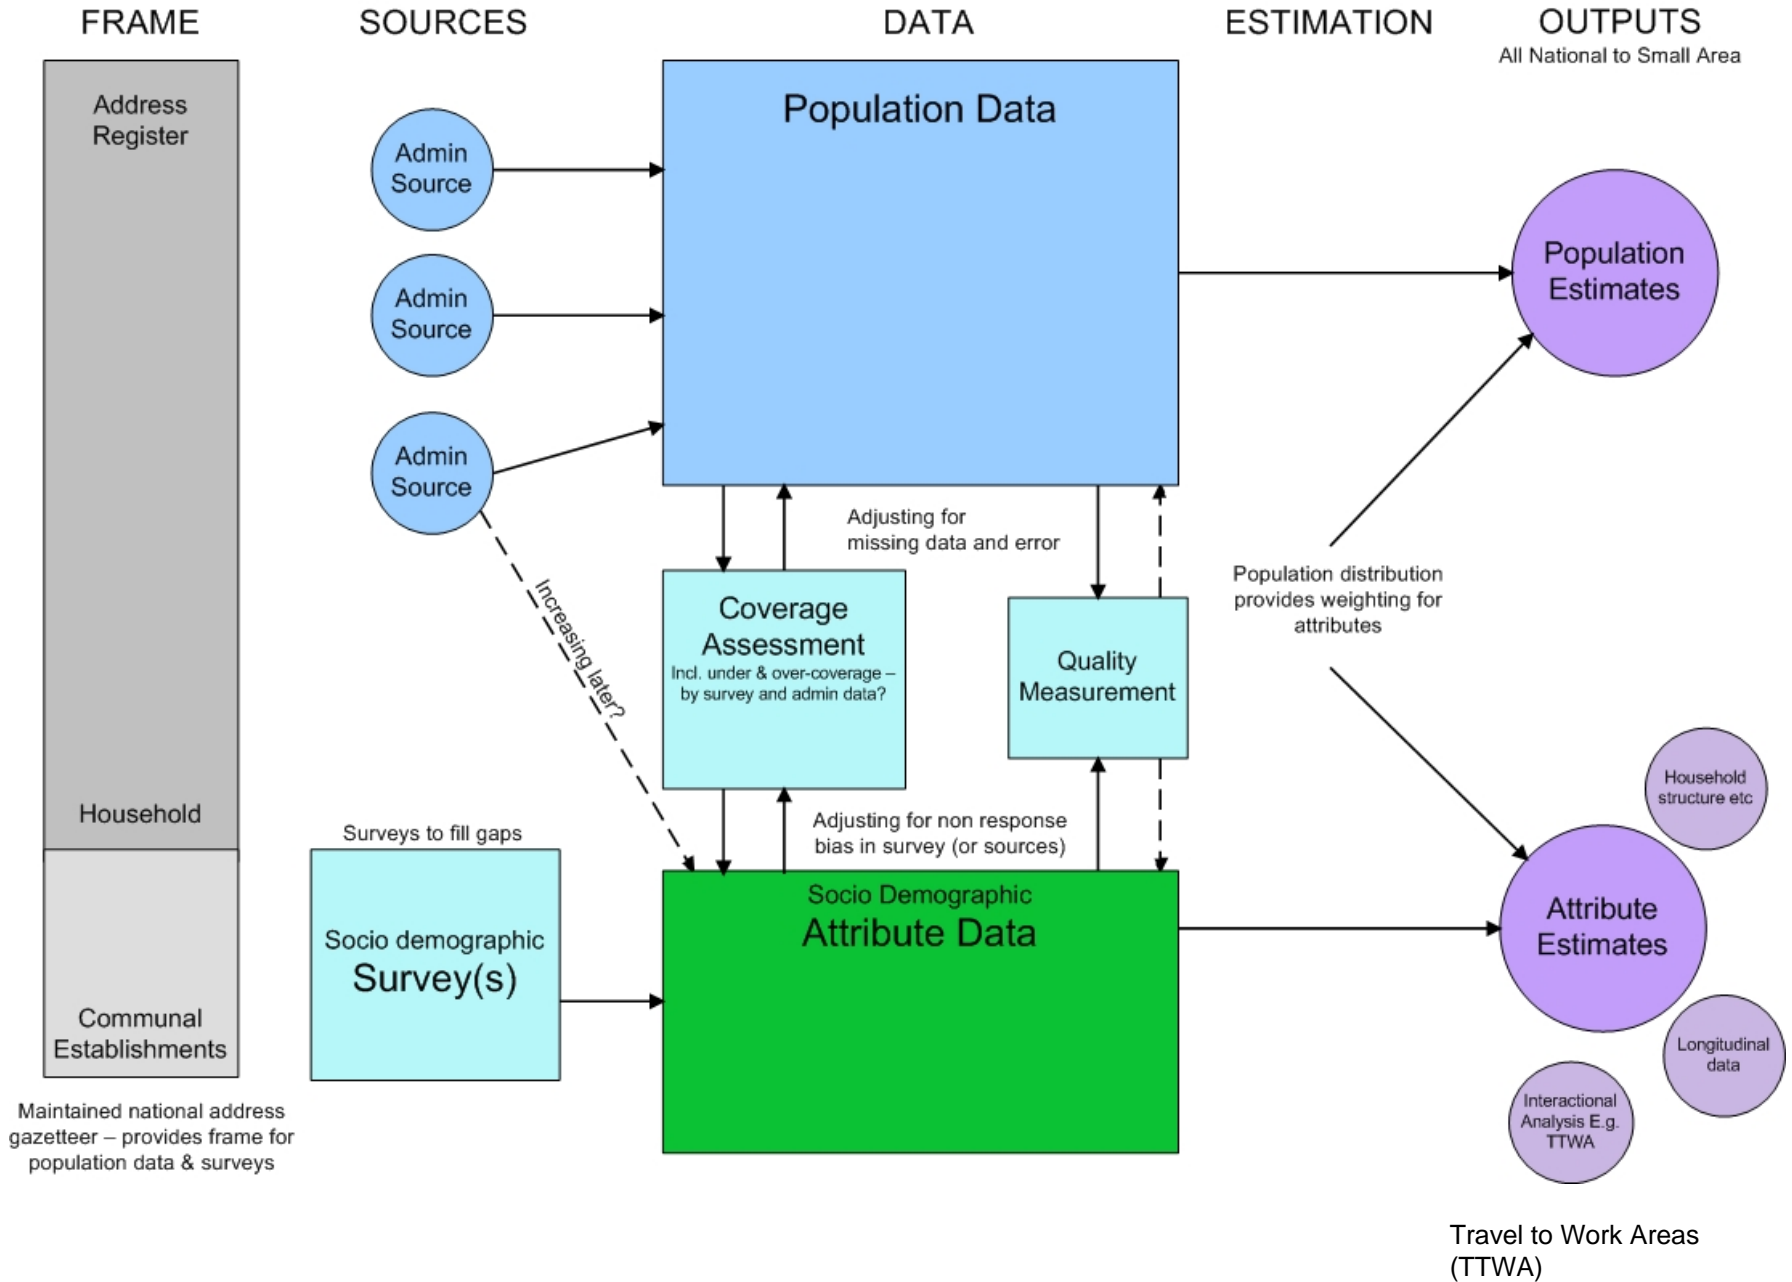 FRAME
SOURCES
DATA
ESTIMATION
OUTPUTS
All National to Small Area
Address
Register
Household
Communal
Establishments
Maintained national address
gazetteer – provides frame for
population data & surveys
Admin
Source
Admin
Source
Admin
Source
Increasing later?
Surveys to fill gaps
Socio demographic
Survey(s)
Population Data
Adjusting for
missing data and error
Coverage
Assessment
Incl. under & over-coverage –
by survey and admin data?
Quality
Measurement
Adjusting for non response
bias in survey (or sources)
Socio Demographic
Attribute Data
Population distribution
provides weighting for
attributes
Population
Estimates
Household
structure etc
Attribute
Estimates
Longitudinal
data
Interactional
Analysis E.g.
TTWA
Travel to Work Areas
(TTWA)